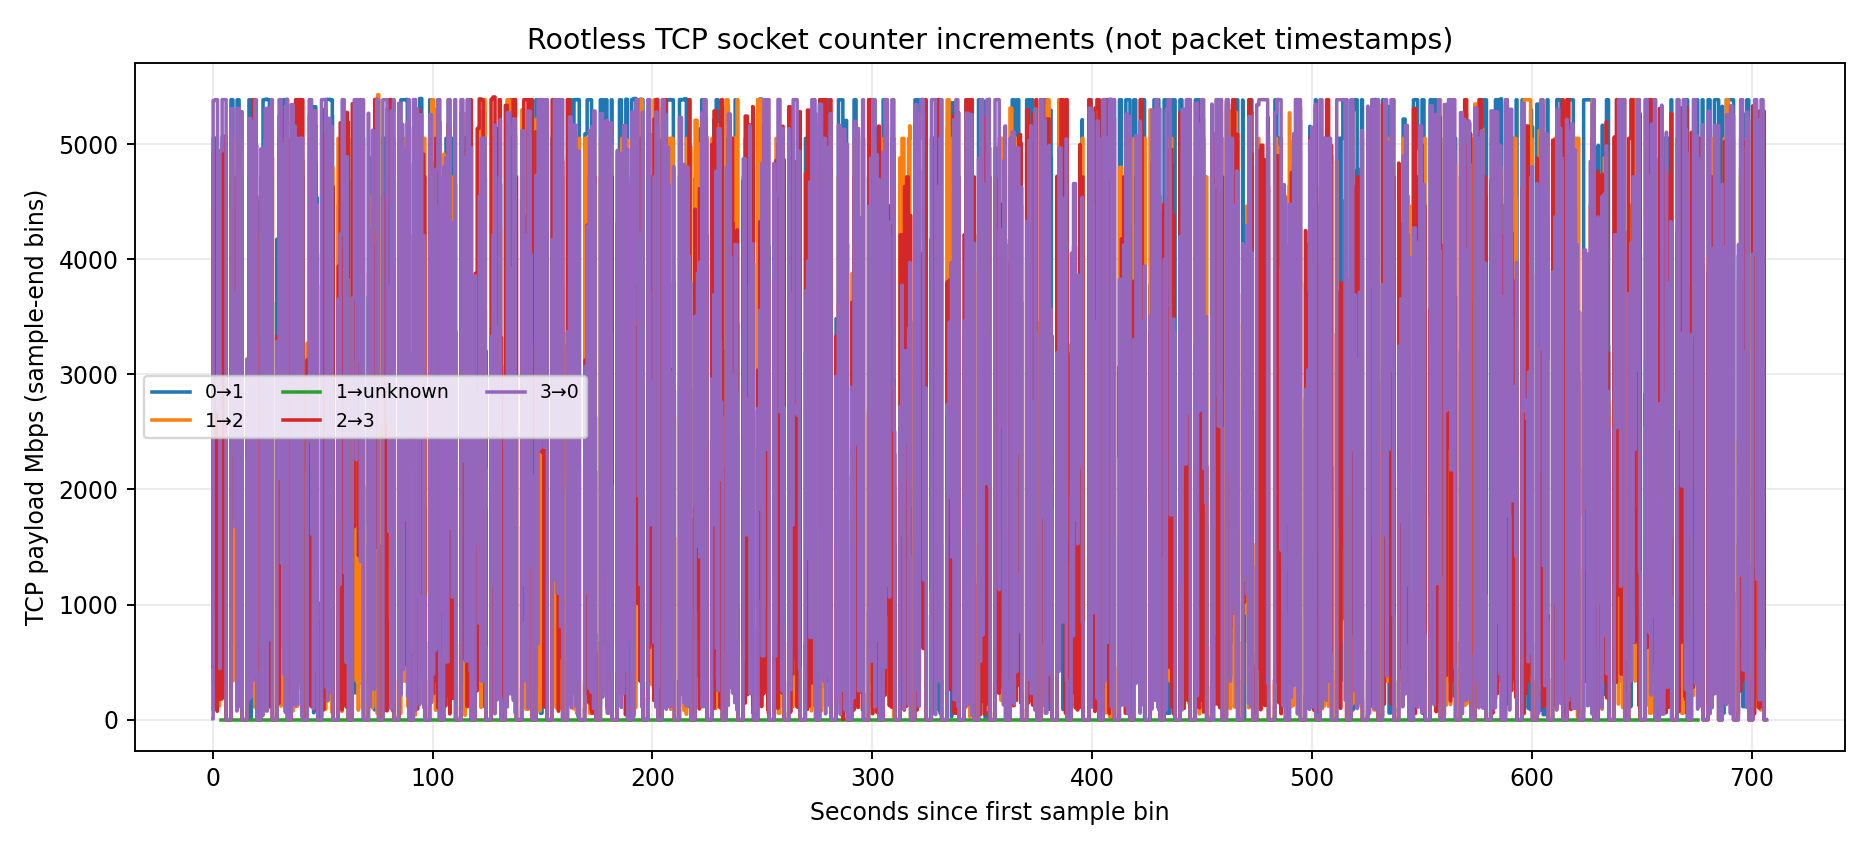 Rootless TCP socket counter increments (not packet timestamps)
TCP payload Mbps (sample-end bins)
5000
4000
3000
2000
1000
0
0→1 1→unknown 3→0
1→2 2→3
0 100 200 300 400 500 600 700
Seconds since first sample bin